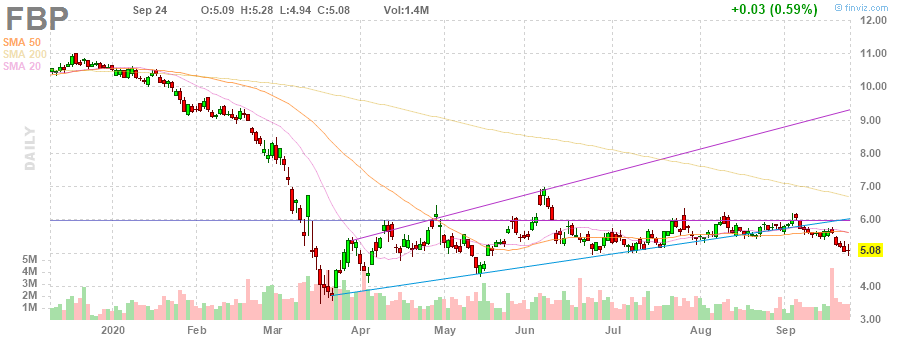 FBP
Sep 24 O:5.09 H:5.28 L:4.94 C:5.08 Vol:1.4M +0.03 (0.59%) finviz.com
SMA 50
SMA 200
SMA 20
DAILY
12.00
11.00
10.00
9.00
8.00
7.00
6.00
5.08
4.00
3.00
5M
4M
3M
2M
1M
2020 Feb Mar Apr May Jun Jul Aug Sep